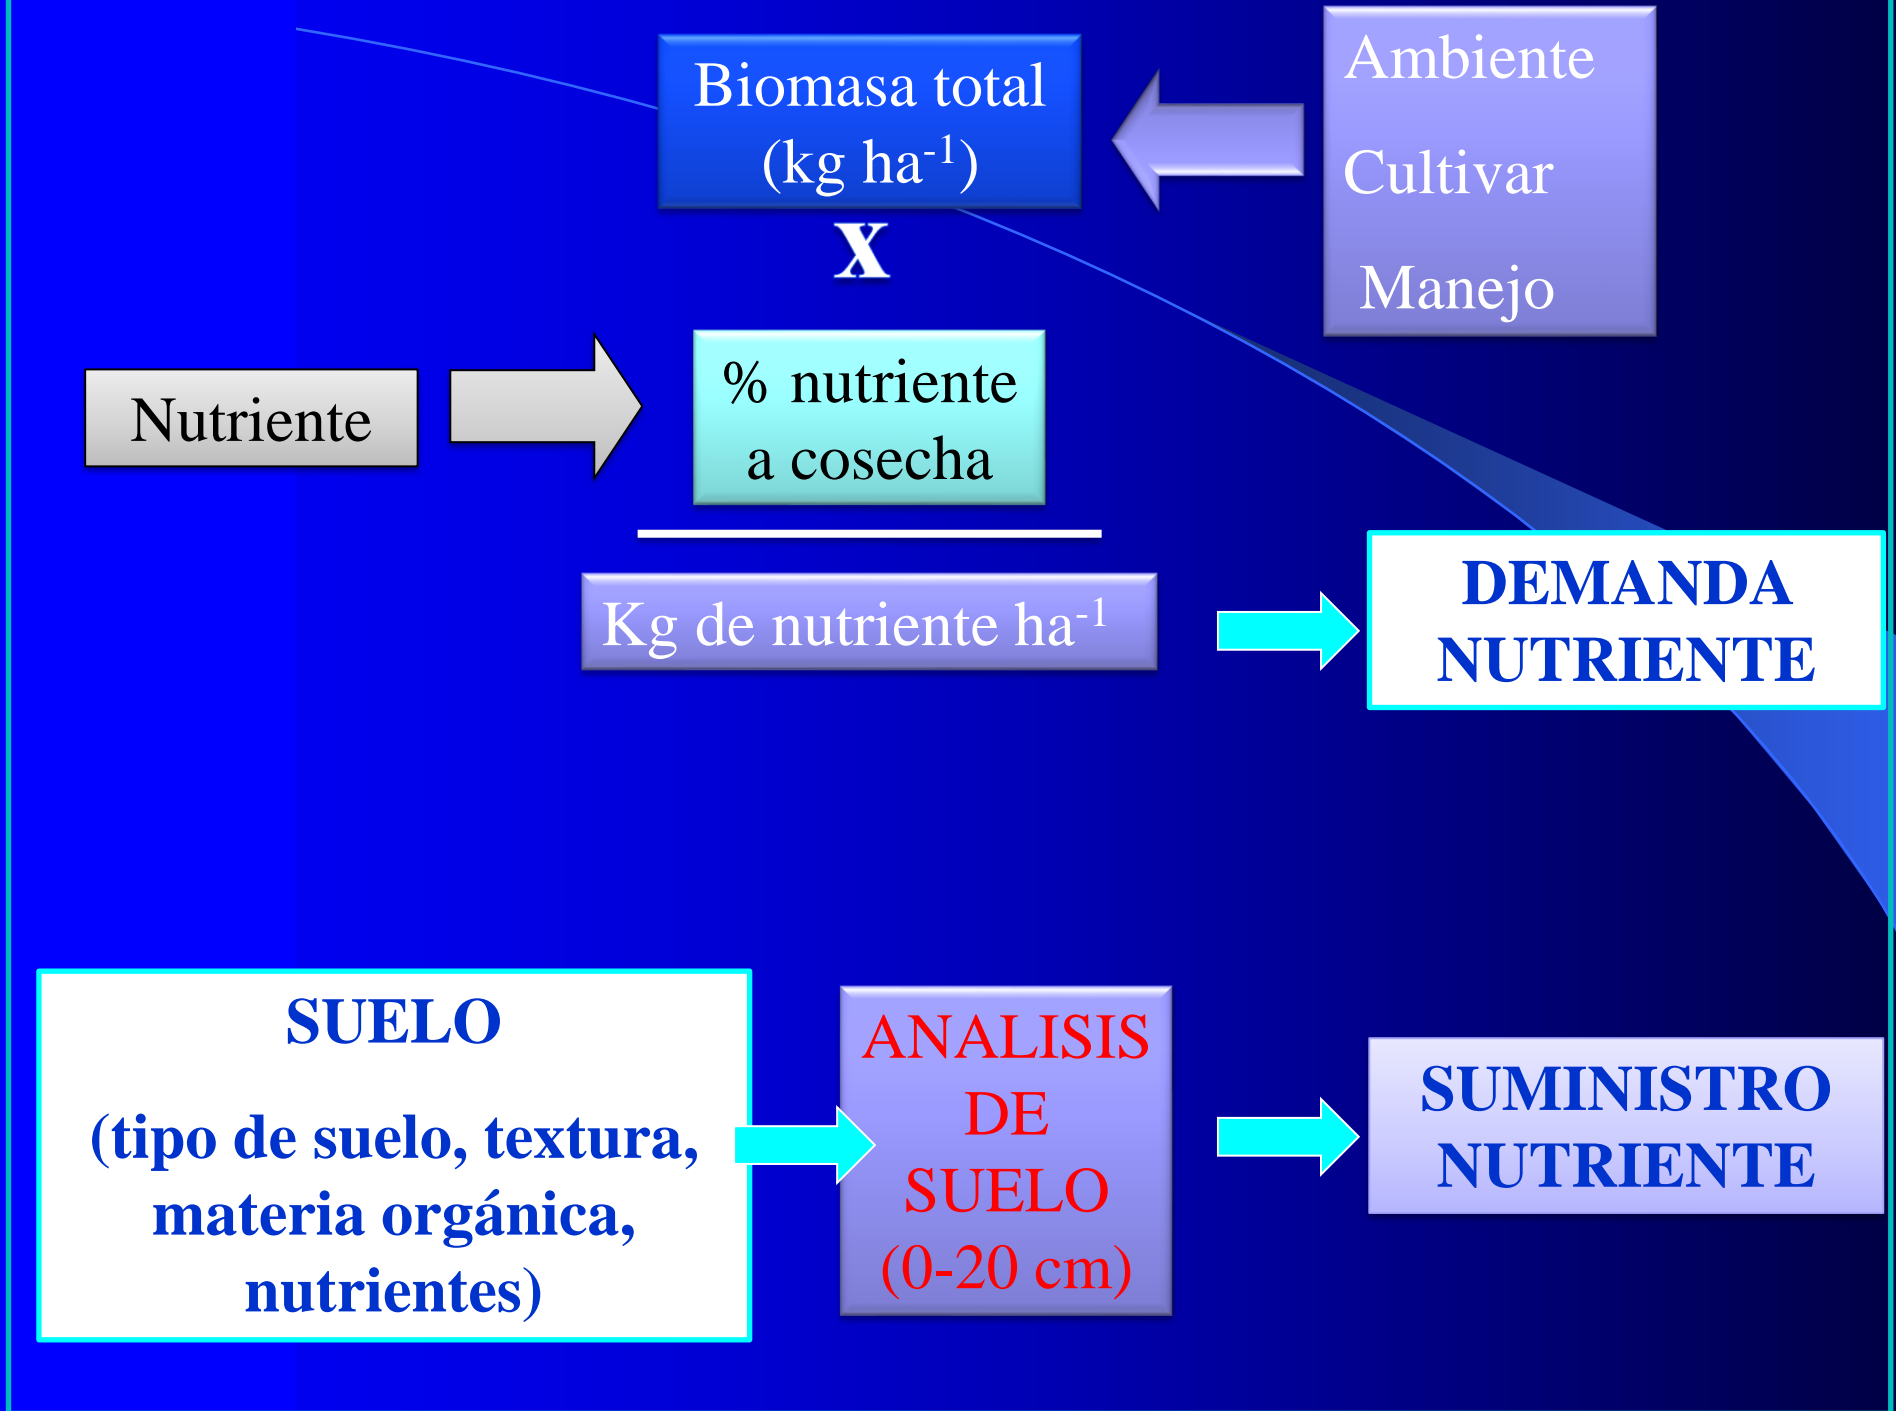 Biomasa total
(kg ha⁻¹)
Ambiente
Cultivar
Manejo
x
Nutriente
% nutriente
a cosecha
Kg de nutriente ha⁻¹
DEMANDA
NUTRIENTE
SUELO
(tipo de suelo, textura,
materia orgánica,
nutrientes)
ANALISIS
DE
SUELO
(0-20 cm)
SUMINISTRO
NUTRIENTE